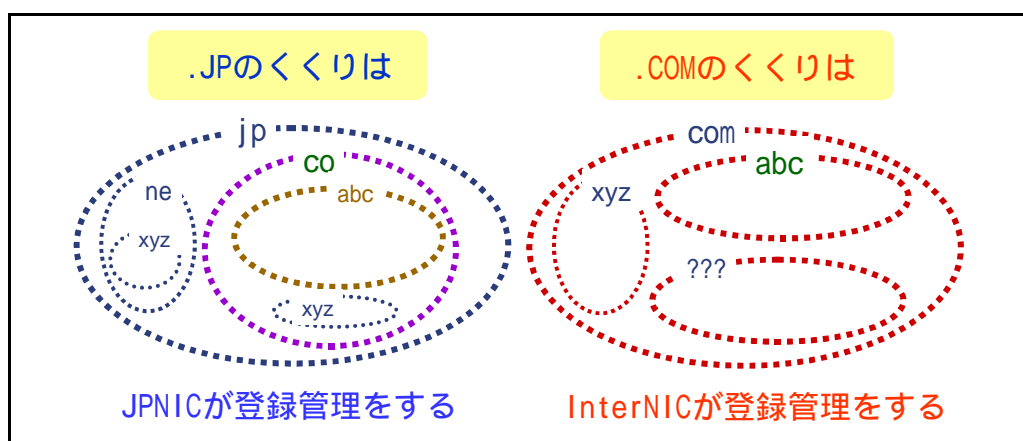 .JPのくくりは
.COMのくくりは
jp
co
ne
abc
xyz
xyz
com
abc
xyz
???
JPNICが登録管理をする
InterNICが登録管理をする